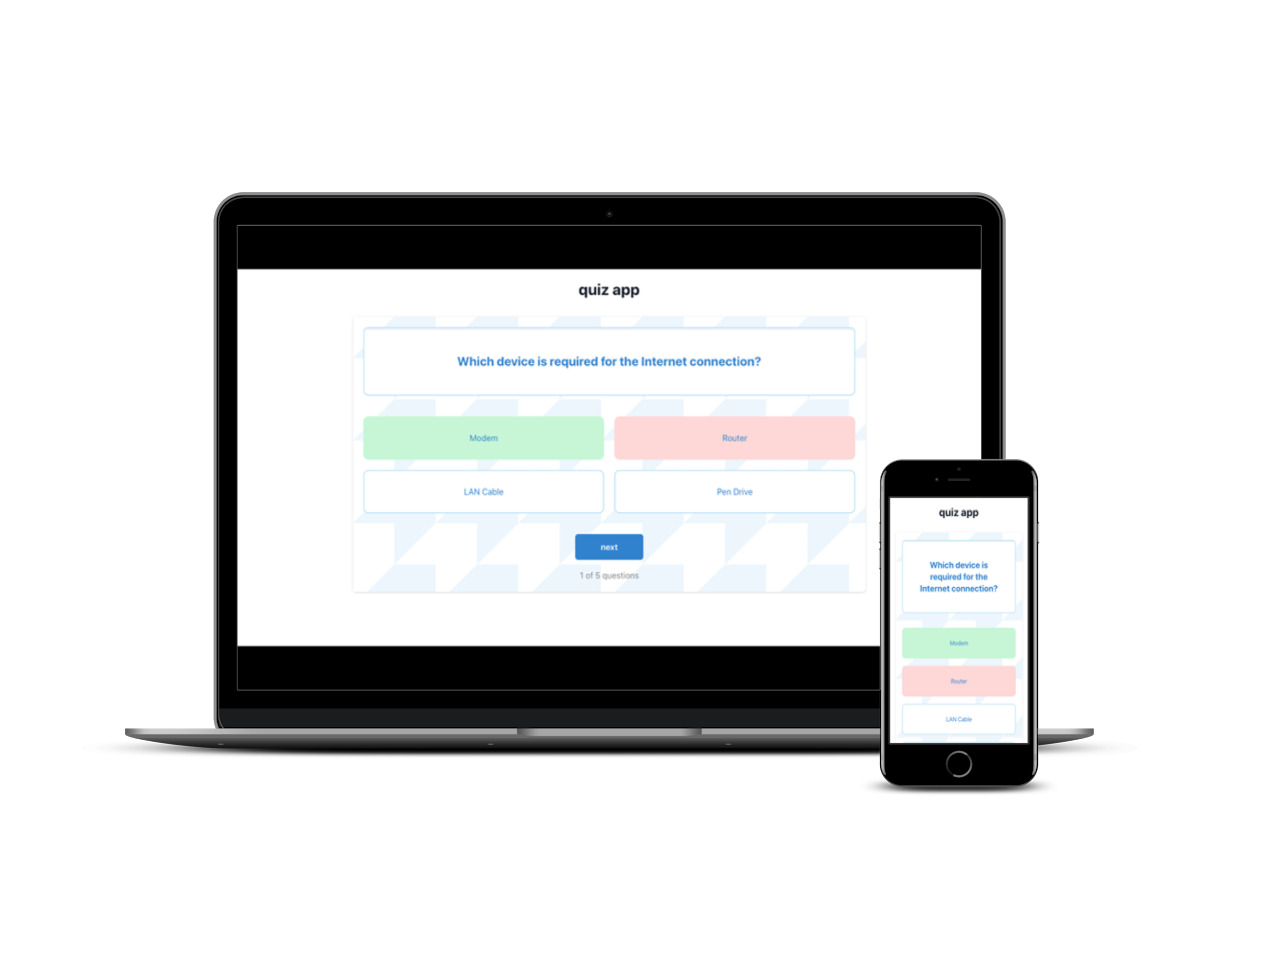 quiz app
Which device is required for the Internet connection?
Modem
Router
LAN Cable
Pen Drive
next
1 of 5 questions
quiz app
Which device is
required for the
Internet connection?
Modem
Router
LAN Cable